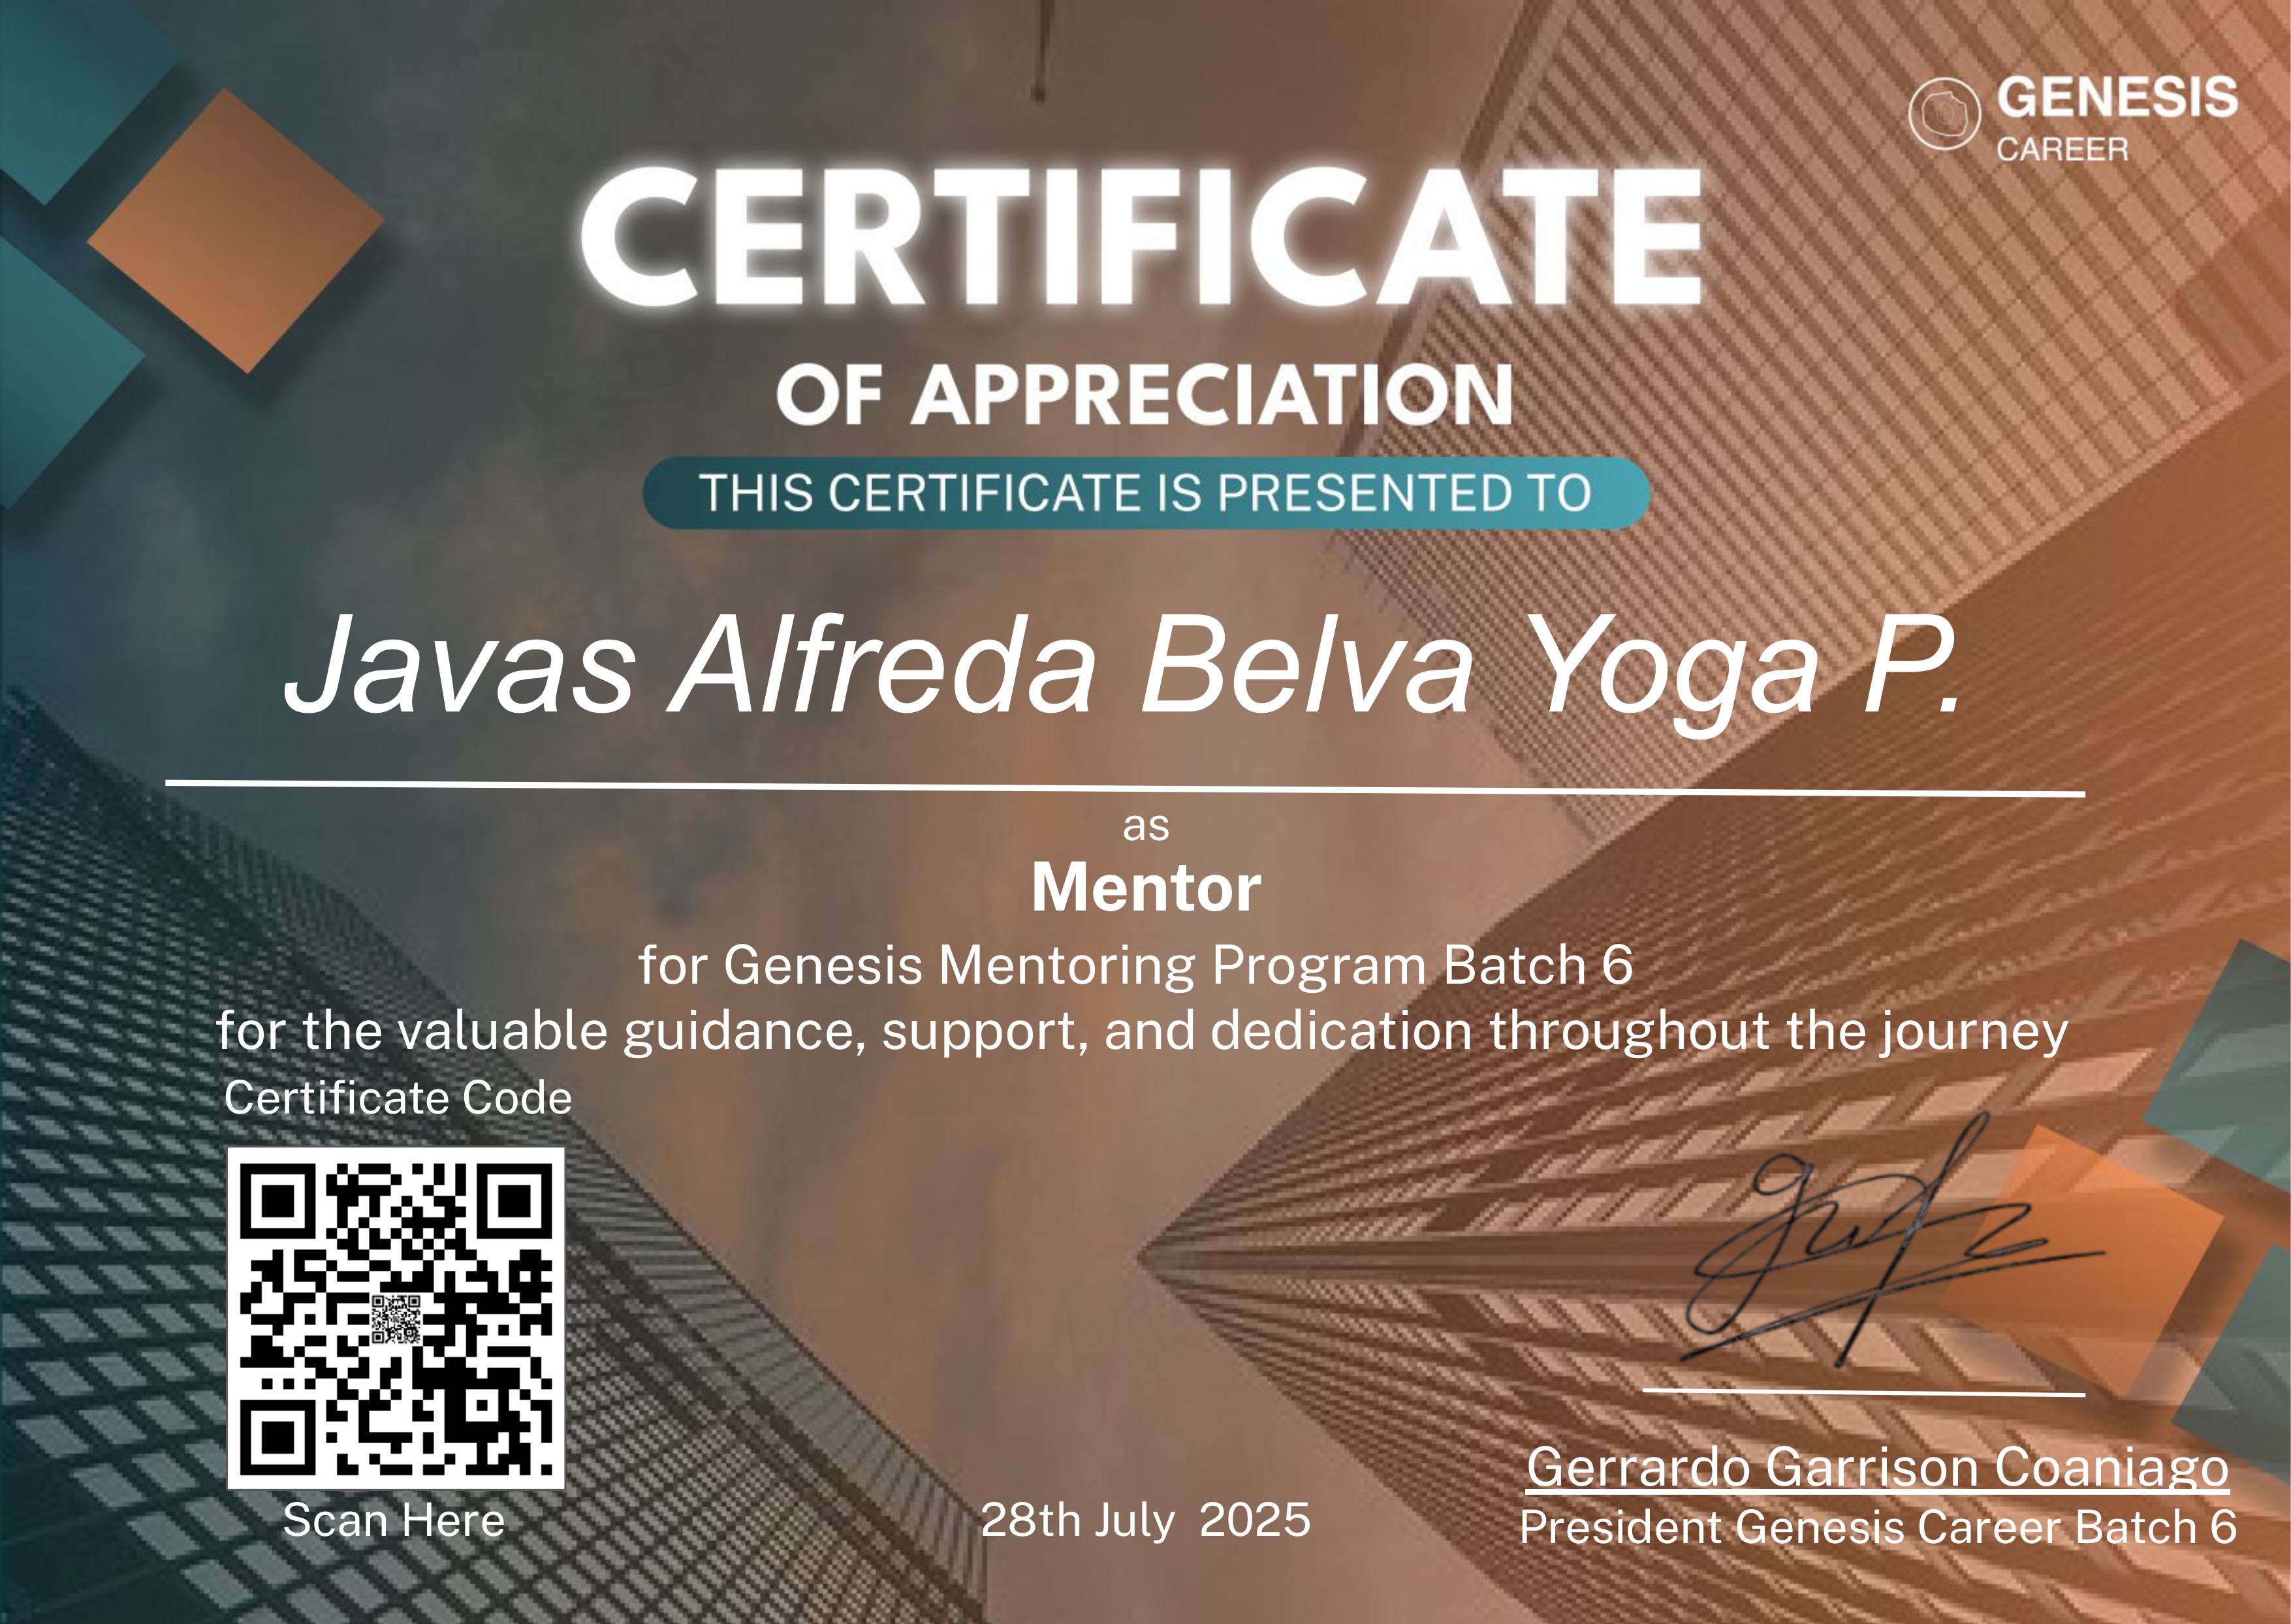 GENESIS
CAREER
CERTIFICATE
OF APPRECIATION
THIS CERTIFICATE IS PRESENTED TO
Javas Alfreda Belva Yoga P.
as
Mentor
for Genesis Mentoring Program Batch 6
for the valuable guidance, support, and dedication throughout the journey
Certificate Code
Scan Here
28th July 2025
Gerrardo Garrison Coaniago
President Genesis Career Batch 6